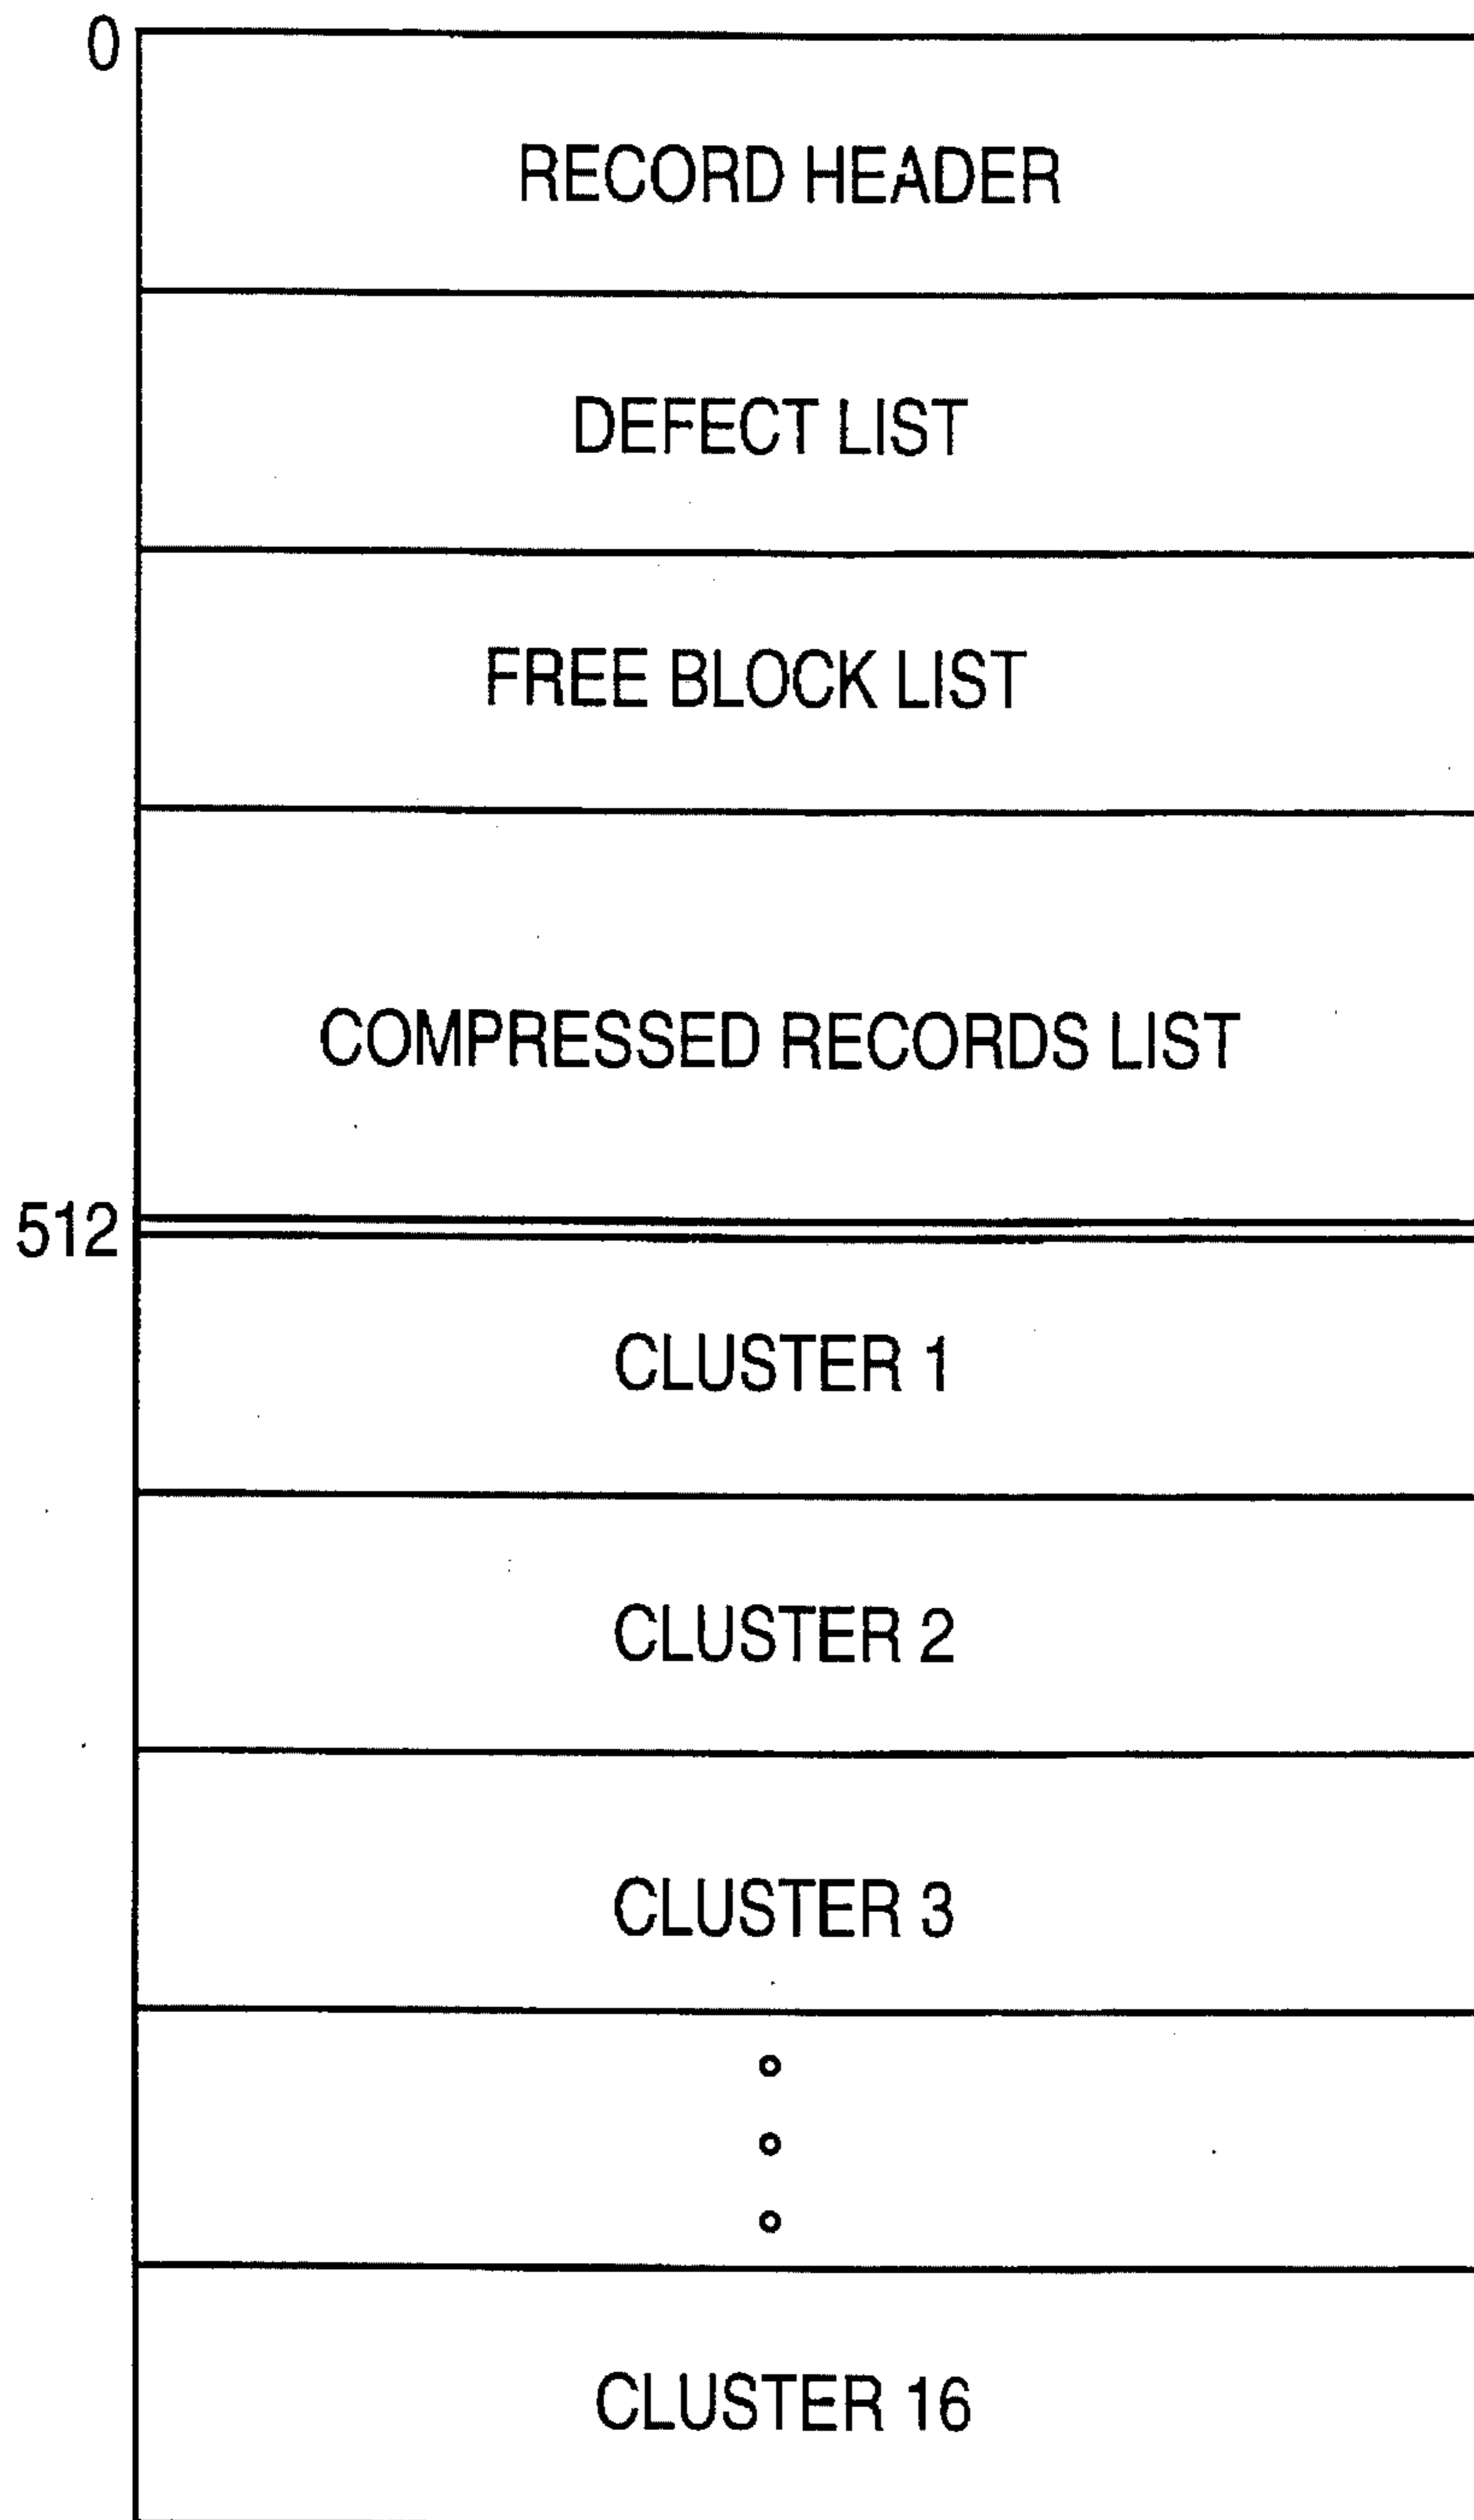 0
RECORD HEADER
DEFECT LIST
FREE BLOCK LIST
COMPRESSED RECORDS LIST
512
CLUSTER 1
CLUSTER 2
CLUSTER 3
CLUSTER 16